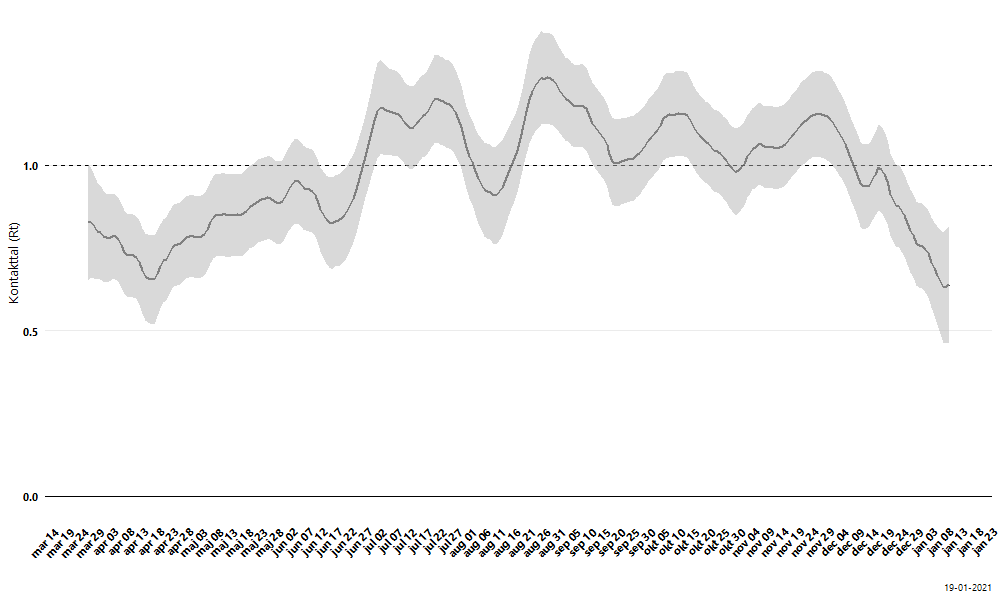 1.0
Kontakttal (Rt)
0.5
0.0
mar 14
mar 19
mar 24
mar 29
apr 03
apr 08
apr 13
apr 18
apr 23
apr 28
maj 03
maj 08
maj 13
maj 18
maj 23
maj 28
jun 02
jun 07
jun 12
jun 17
jun 22
jun 27
jul 02
jul 07
jul 12
jul 17
jul 22
jul 27
aug 01
aug 06
aug 11
aug 16
aug 21
aug 26
aug 31
sep 05
sep 10
sep 15
sep 20
sep 25
sep 30
okt 05
okt 10
okt 15
okt 20
okt 25
okt 30
nov 04
nov 09
nov 14
nov 19
nov 24
nov 29
dec 04
dec 09
dec 14
dec 19
dec 24
dec 29
jan 03
jan 08
jan 13
jan 18
jan 23
19-01-2021